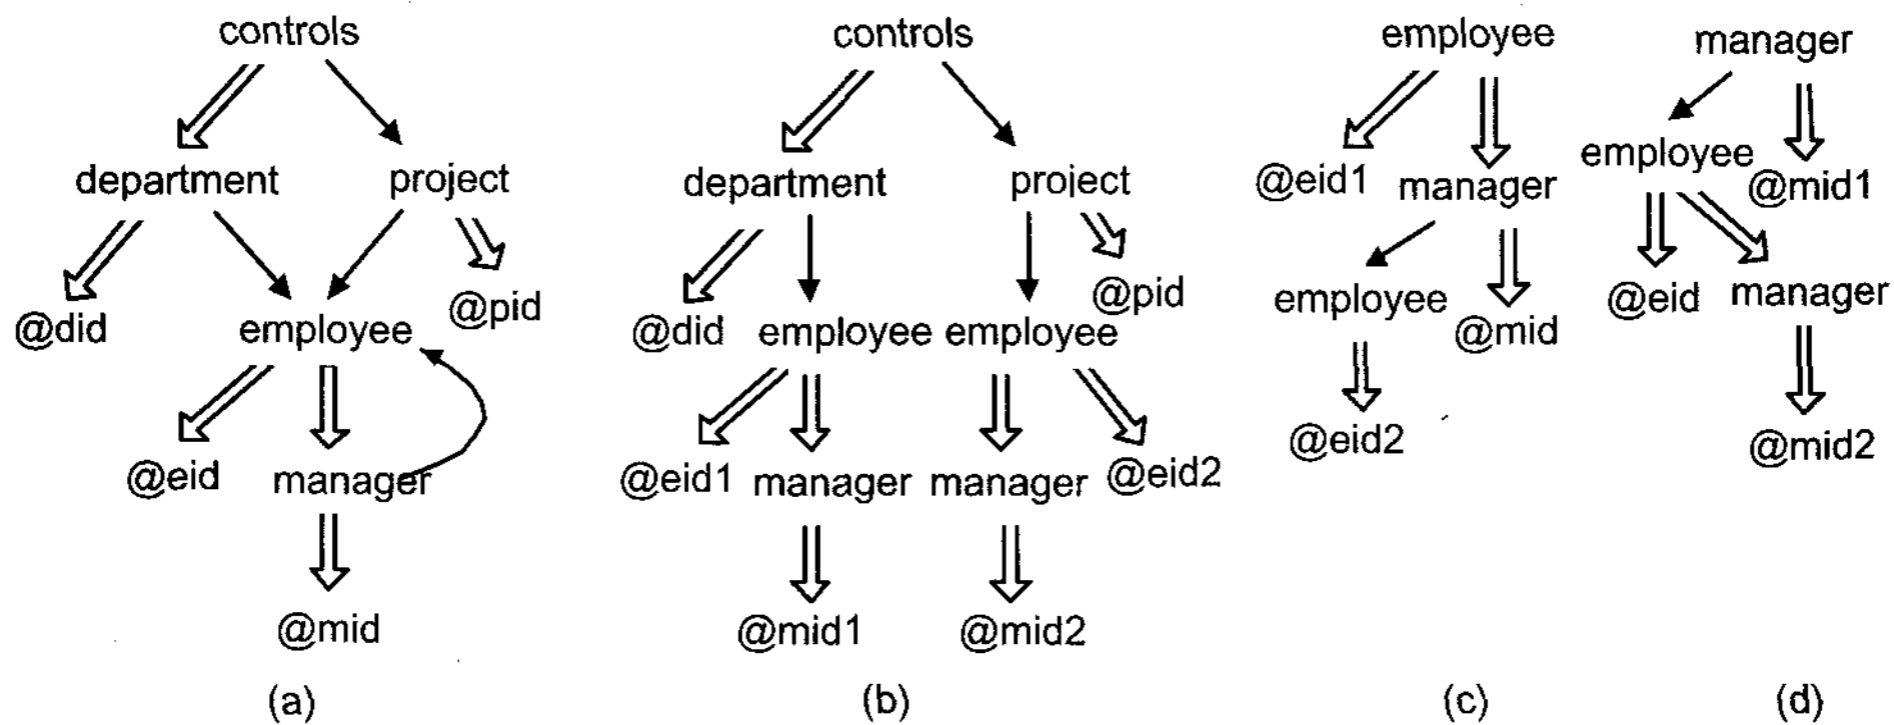 controls
department project
@did employee @pid
@eid manager
@mid
(a)
controls
department project
@did employee employee @pid
@eid1 manager manager @eid2
@mid1 @mid2
(b)
employee
@eid1 manager
employee @mid
@eid2
(c)
manager
employee @mid1
@eid manager
@mid2
(d)